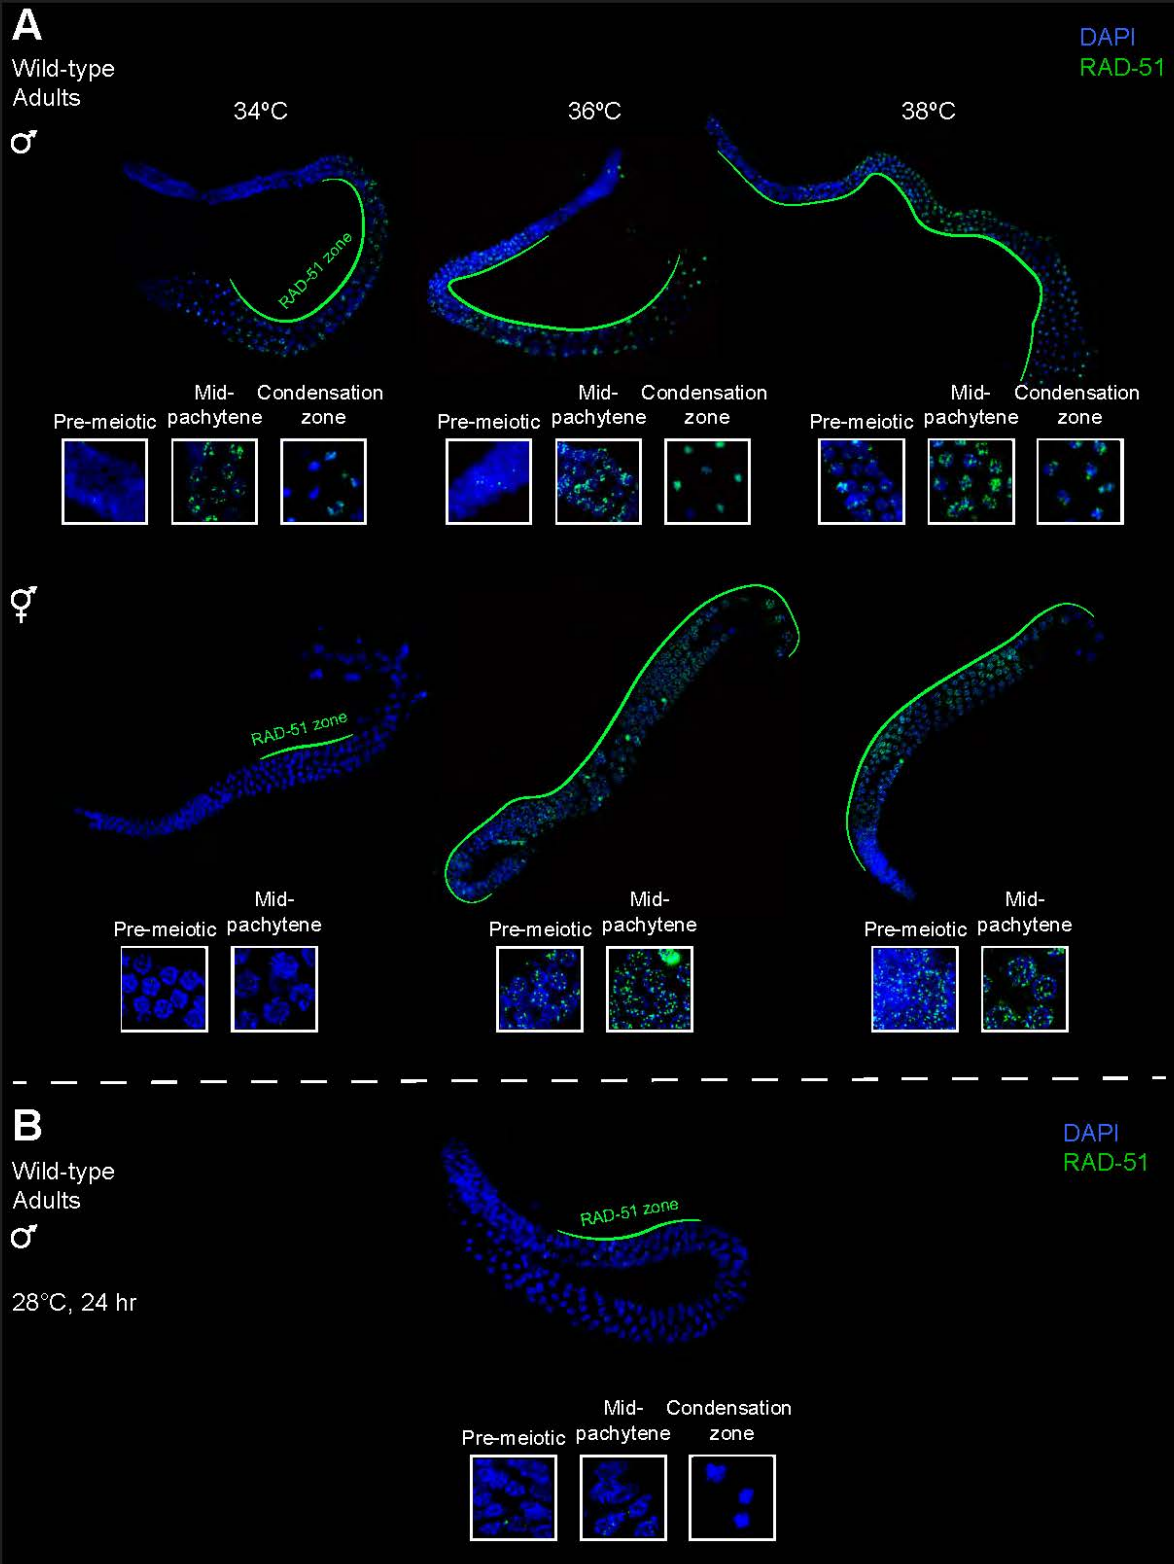 A
DAPI
RAD-51
Wild-type
Adults
♂
34ºC 36ºC 38ºC
RAD-51 zone
Pre-meiotic Mid-pachytene Condensation zone
Pre-meiotic Mid-pachytene Condensation zone
Pre-meiotic Mid-pachytene Condensation zone
⚥
RAD-51 zone
Pre-meiotic Mid-pachytene
Pre-meiotic Mid-pachytene
Pre-meiotic Mid-pachytene
B
DAPI
RAD-51
Wild-type
Adults
♂
28°C, 24 hr
RAD-51 zone
Pre-meiotic Mid-pachytene Condensation zone